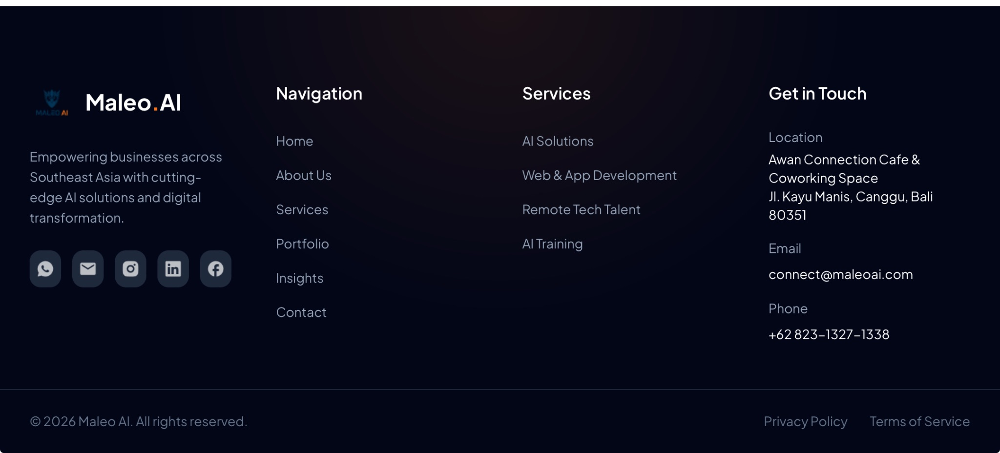 MALEO AI
Maleo.AI
Empowering businesses across
Southeast Asia with cutting-
edge AI solutions and digital
transformation.
Navigation
Home
About Us
Services
Portfolio
Insights
Contact
Services
AI Solutions
Web & App Development
Remote Tech Talent
AI Training
Get in Touch
Location
Awan Connection Cafe &
Coworking Space
Jl. Kayu Manis, Canggu, Bali
80351
Email
connect@maleoai.com
Phone
+62 823-1327-1338
© 2026 Maleo AI. All rights reserved.
Privacy Policy
Terms of Service